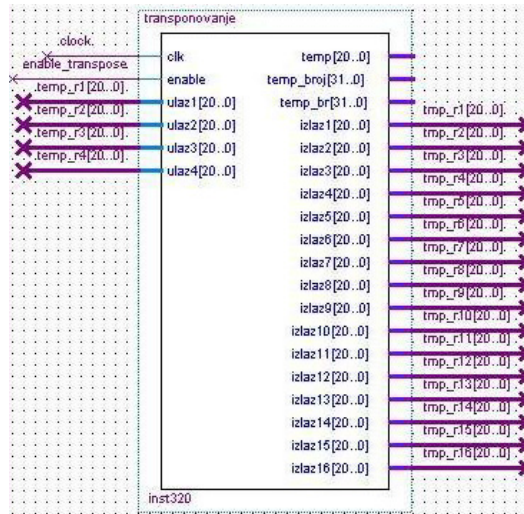 transponovanje
clock
enable_transpose
temp_r1[20..0]
temp_r2[20..0]
temp_r3[20..0]
temp_r4[20..0]
clk
enable
ulaz1[20..0]
ulaz2[20..0]
ulaz3[20..0]
ulaz4[20..0]
temp[20..0]
temp_broj[31..0]
temp_br[31..0]
izlaz1[20..0]
izlaz2[20..0]
izlaz3[20..0]
izlaz4[20..0]
izlaz5[20..0]
izlaz6[20..0]
izlaz7[20..0]
izlaz8[20..0]
izlaz9[20..0]
izlaz10[20..0]
izlaz11[20..0]
izlaz12[20..0]
izlaz13[20..0]
izlaz14[20..0]
izlaz15[20..0]
izlaz16[20..0]
tmp_r1[20..0]
tmp_r2[20..0]
tmp_r3[20..0]
tmp_r4[20..0]
tmp_r5[20..0]
tmp_r6[20..0]
tmp_r7[20..0]
tmp_r8[20..0]
tmp_r9[20..0]
tmp_r10[20..0]
tmp_r11[20..0]
tmp_r12[20..0]
tmp_r13[20..0]
tmp_r14[20..0]
tmp_r15[20..0]
tmp_r16[20..0]
inst320